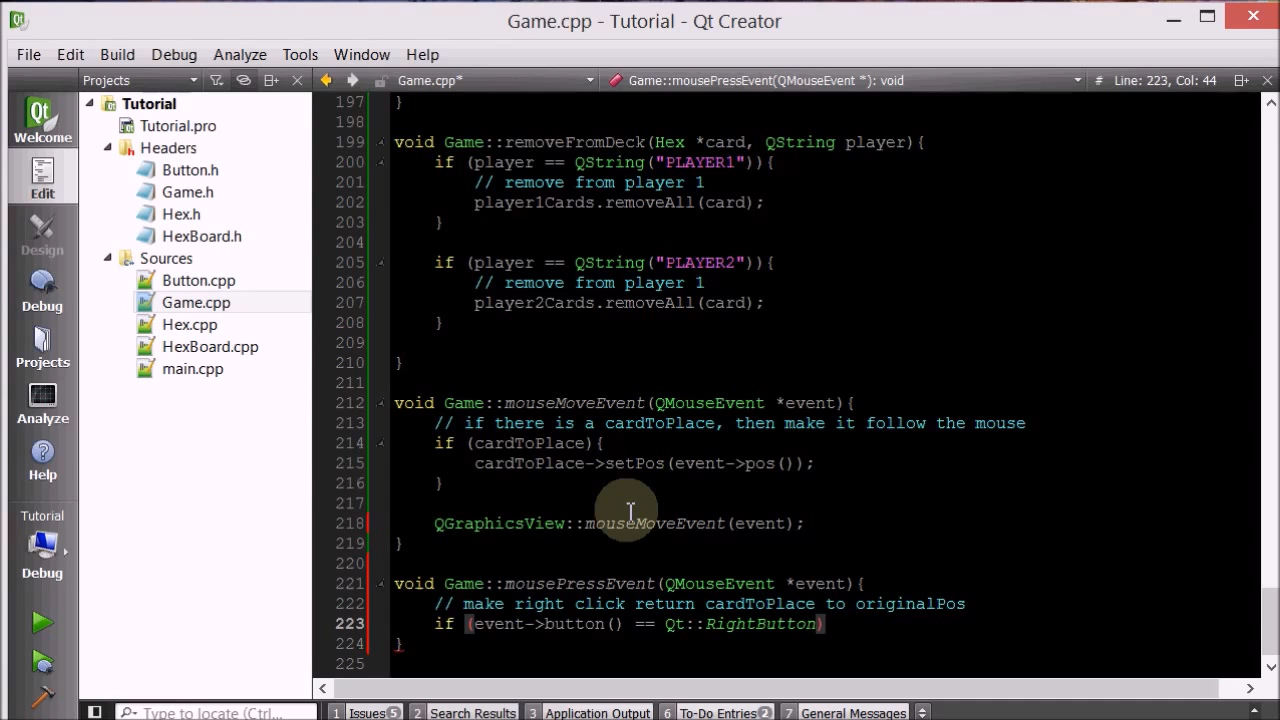 Game.cpp - Tutorial - Qt Creator
File Edit Build Debug Analyze Tools Window Help
Projects
Game.cpp*
Game::mousePressEvent(QMouseEvent *): void
# Line: 223, Col: 44
Qt
Welcome
Edit
Design
Debug
Projects
Analyze
Help
Tutorial
Debug
Tutorial
Tutorial.pro
Headers
Button.h
Game.h
Hex.h
HexBoard.h
Sources
Button.cpp
Game.cpp
Hex.cpp
HexBoard.cpp
main.cpp
197 }
198
199 void Game::removeFromDeck(Hex *card, QString player){
200 if (player == QString("PLAYER1")){
201 // remove from player 1
202 player1Cards.removeAll(card);
203 }
204
205 if (player == QString("PLAYER2")){
206 // remove from player 1
207 player2Cards.removeAll(card);
208 }
209
210 }
211
212 void Game::mouseMoveEvent(QMouseEvent *event){
213 // if there is a cardToPlace, then make it follow the mouse
214 if (cardToPlace){
215 cardToPlace->setPos(event->pos());
216 }
217
218 QGraphicsView::mouseMoveEvent(event);
219 }
220
221 void Game::mousePressEvent(QMouseEvent *event){
222 // make right click return cardToPlace to originalPos
223 if (event->button() == Qt::RightButton)
224 }
225
Type to locate (Ctrl...
1 Issues 5
2 Search Results
3 Application Output
6 To-Do Entries 2
7 General Messages